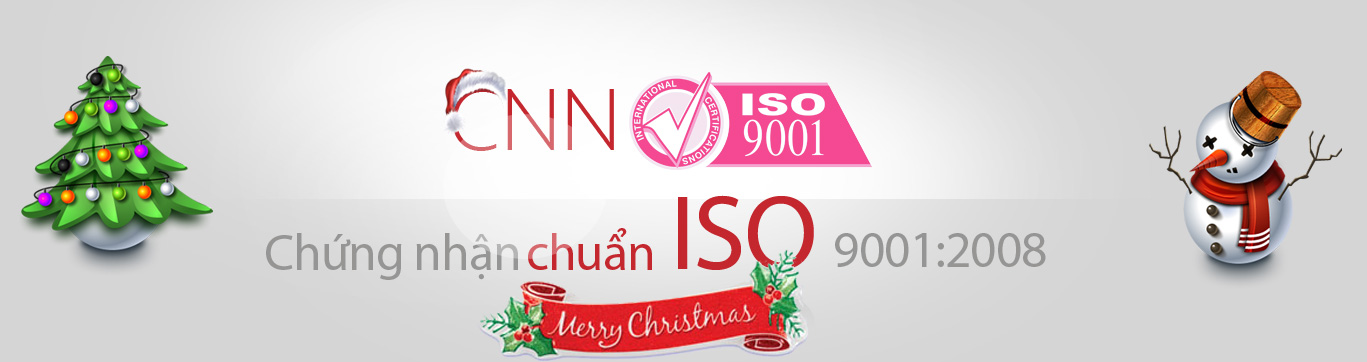 CNN
INTERNATIONAL CERTIFICATIONS
ISO
9001
Chứng nhận chuẩn ISO 9001:2008
Merry Christmas